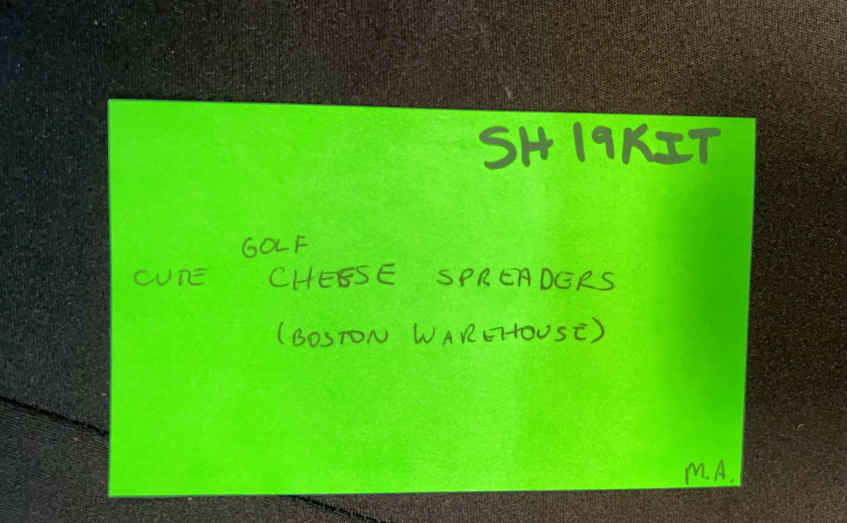 SH 19KIT
GOLF
CUTE CHEESE SPREADERS
(BOSTON WAREHOUSE)
M.A.